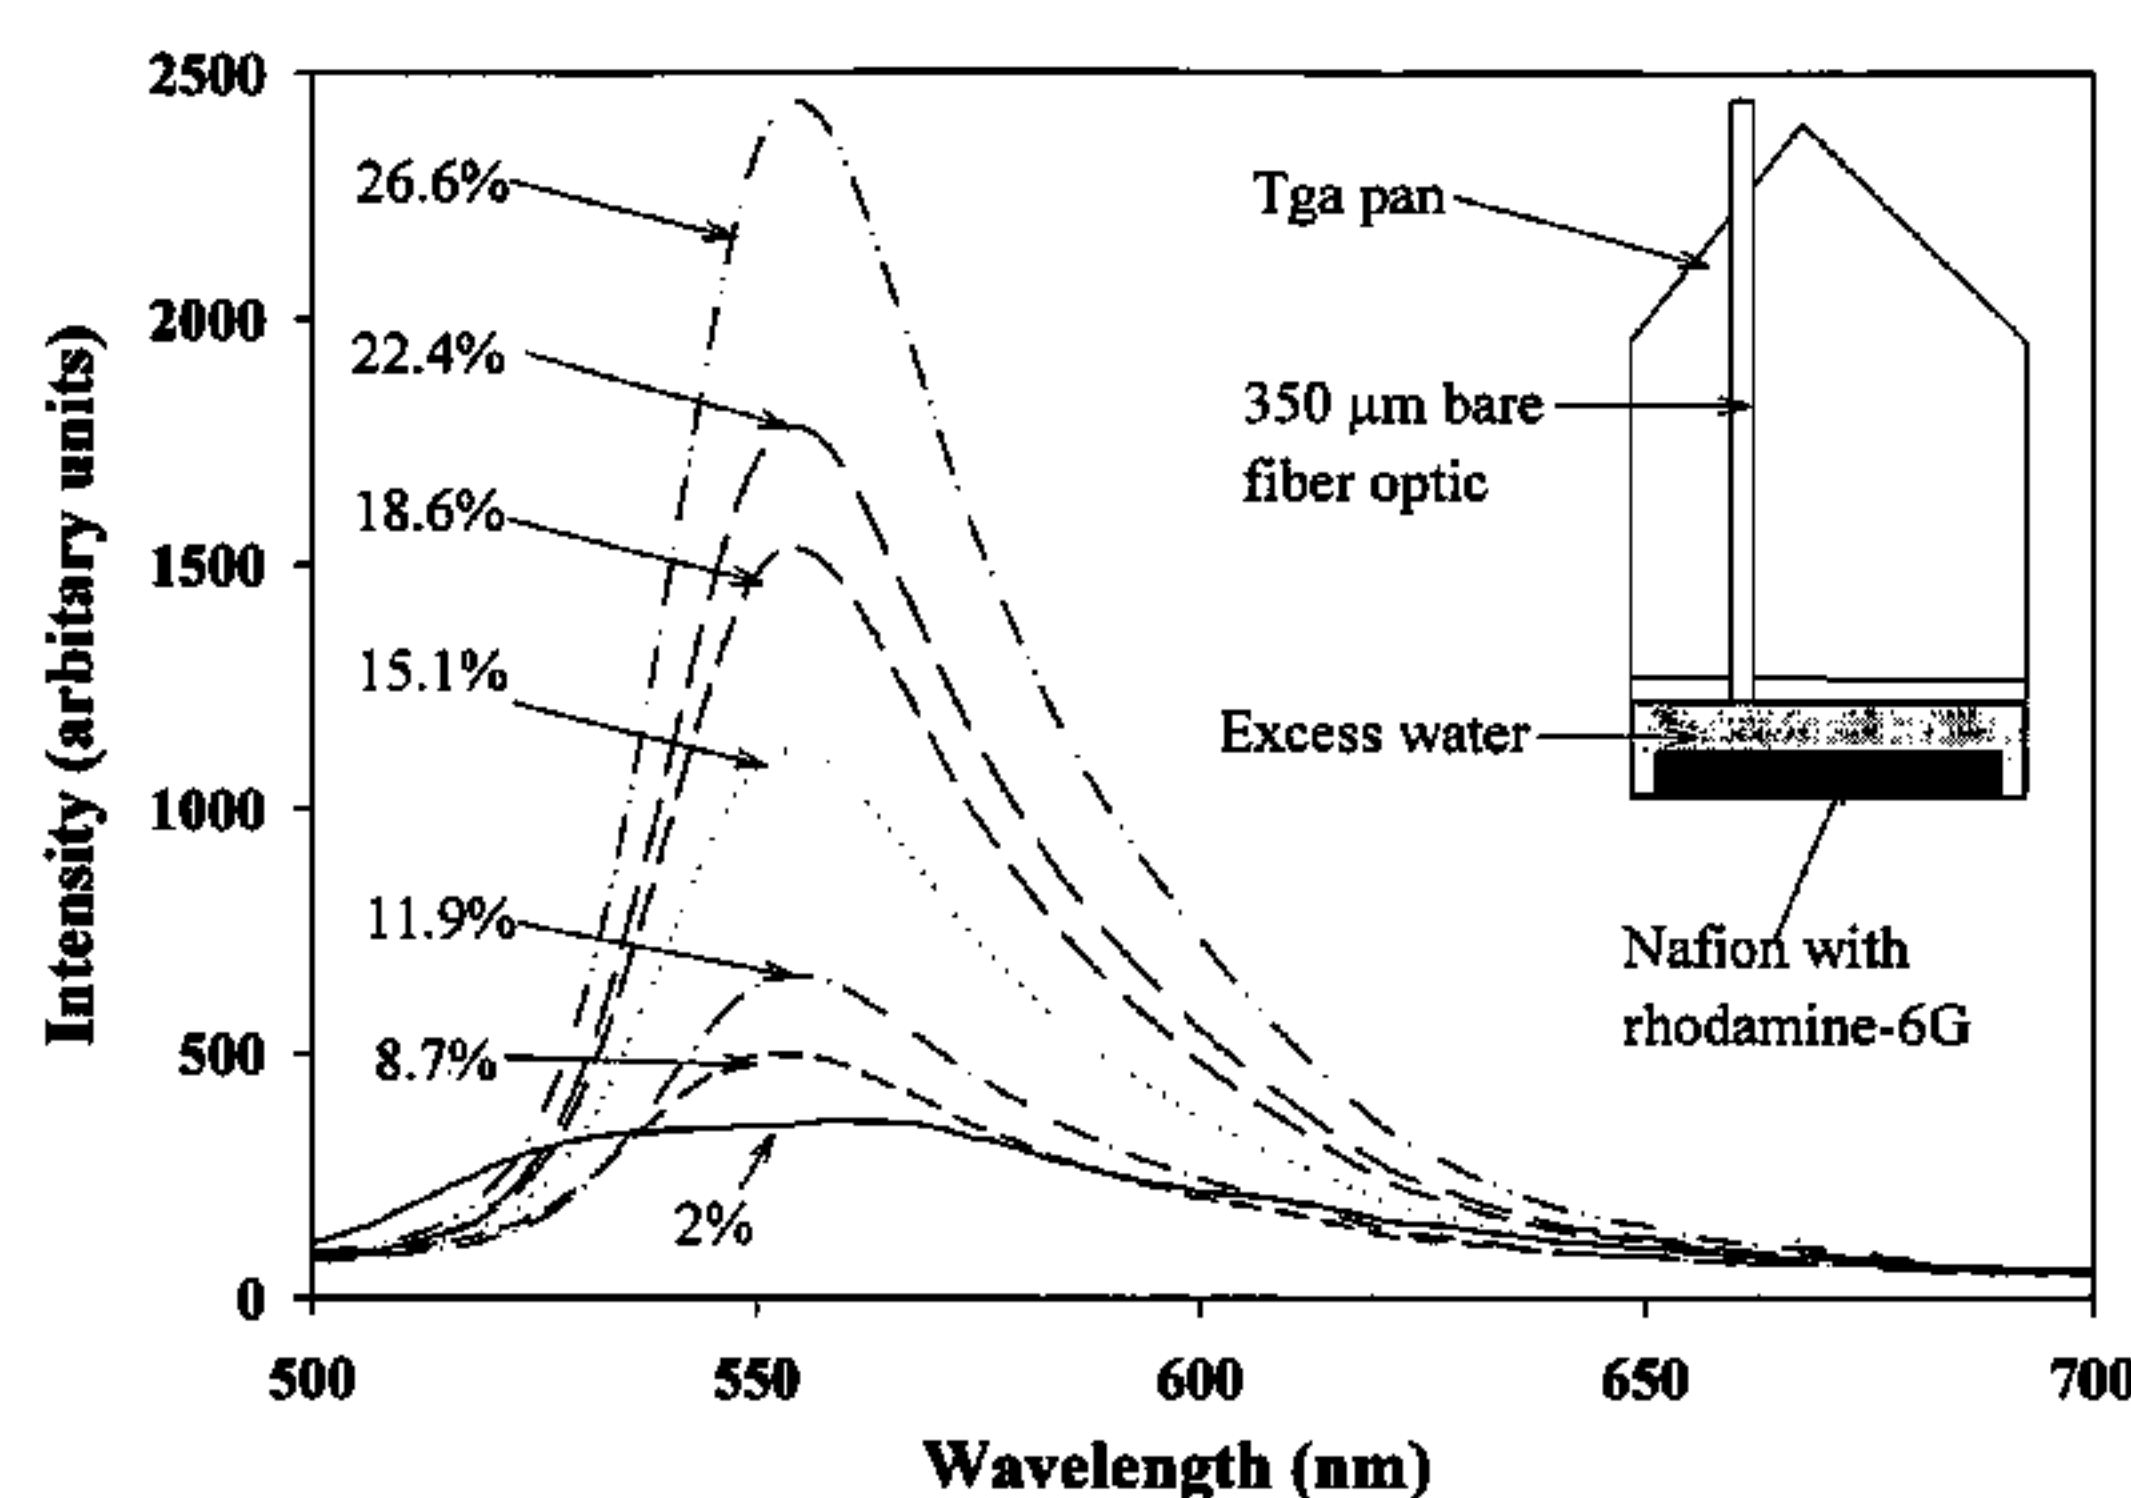 2500
2000
1500
1000
500
0
Intensity (arbitary units)
500
550
600
650
700
Wavelength (nm)
26.6%
22.4%
18.6%
15.1%
11.9%
8.7%
2%
Tga pan
350 μm bare
fiber optic
Excess water
Nafion with
rhodamine-6G